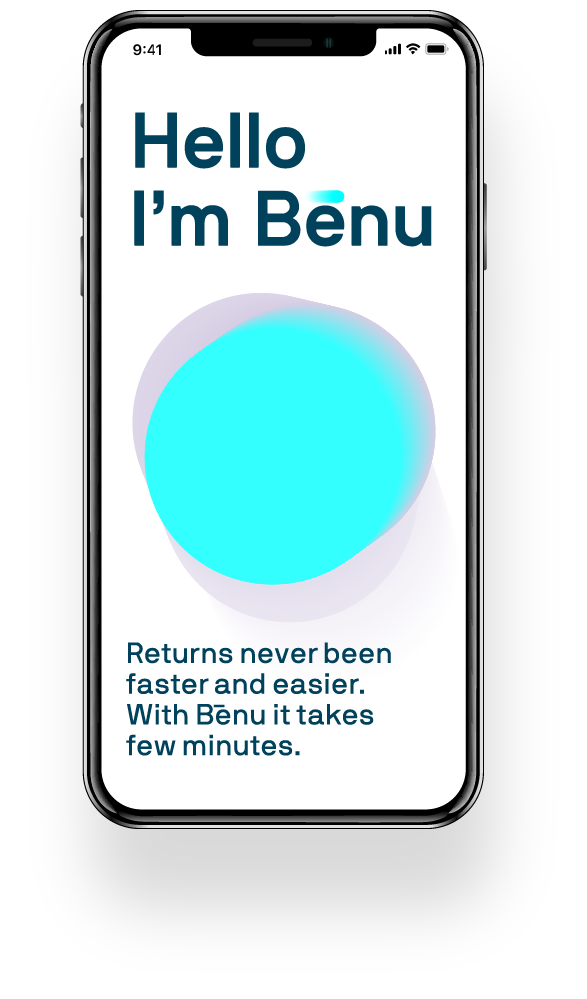 9:41
Hello
I’m Bēnu
Returns never been
faster and easier.
With Bēnu it takes
few minutes.